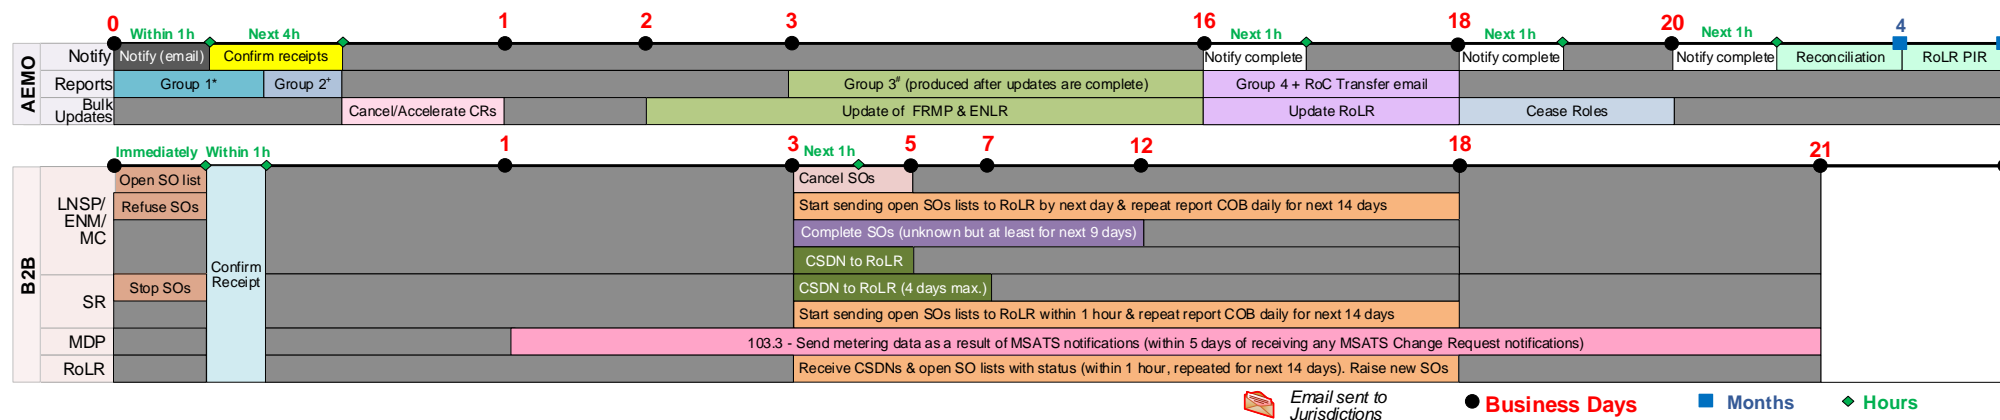 0 1 2 3 16 18 20 4
Within 1h Next 4h Next 1h Next 1h Next 1h
AEMO
Notify Notify (email) Confirm receipts Notify complete Notify complete Notify complete Reconciliation RoLR PIR
Reports Group 1* Group 2+ Group 3# (produced after updates are complete) Group 4 + RoC Transfer email
Bulk
Updates Cancel/Accelerate CRs Update of FRMP & ENLR Update RoLR Cease Roles
1 3 5 7 12 18 21
Immediately Within 1h Next 1h
B2B
LNSP/
ENM/
MC
Open SO list Cancel SOs
Refuse SOs Start sending open SOs lists to RoLR by next day & repeat report COB daily for next 14 days
Complete SOs (unknown but at least for next 9 days)
Confirm
Receipt
CSDN to RoLR
SR
Stop SOs CSDN to RoLR (4 days max.)
Start sending open SOs lists to RoLR within 1 hour & repeat report COB daily for next 14 days
MDP 103.3 - Send metering data as a result of MSATS notifications (within 5 days of receiving any MSATS Change Request notifications)
RoLR Receive CSDNs & open SO lists with status (within 1 hour, repeated for next 14 days). Raise new SOs
Email sent to
Jurisdictions
Business Days Months Hours